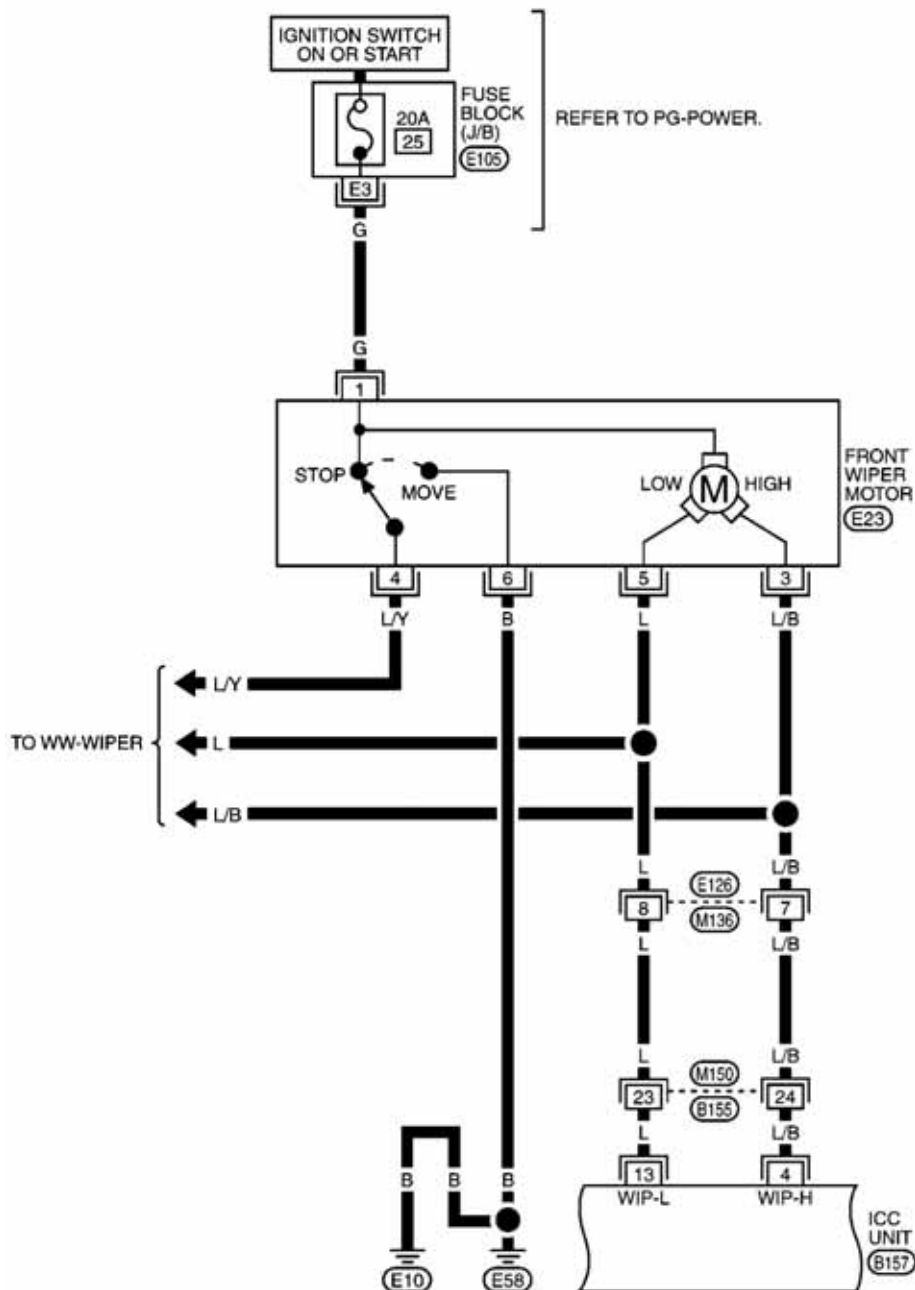 IGNITION SWITCH
ON OR START
20A
25
FUSE
BLOCK
(J/B)
E105
REFER TO PG-POWER.
E3
G
G
1
STOP
MOVE
LOW
M
HIGH
FRONT
WIPER
MOTOR
E23
4
6
5
3
L/Y
B
L
L/B
L/Y
TO WW-WIPER
L
L/B
L
L/B
E126
8
7
M136
L
L/B
L
L/B
M150
23
24
B155
L
L/B
B
B
B
13
4
WIP-L
WIP-H
ICC
UNIT
B157
E10
E58